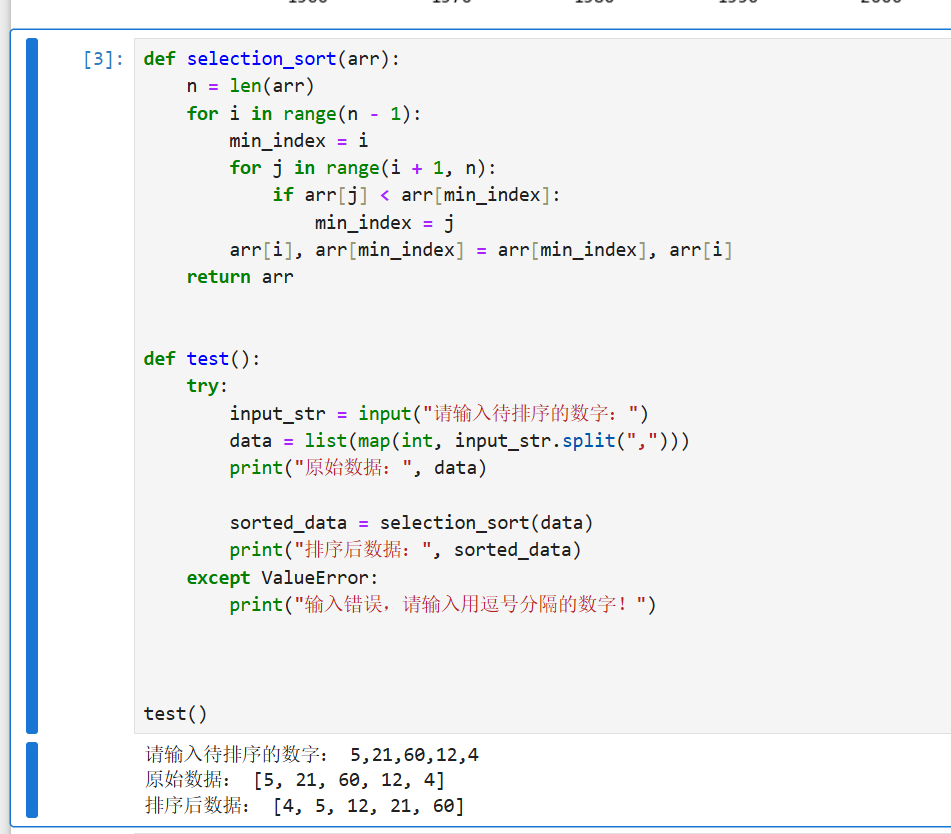 1960 1970 1980 1990 2000
[3]: def selection_sort(arr):
    n = len(arr)
    for i in range(n - 1):
        min_index = i
        for j in range(i + 1, n):
            if arr[j] < arr[min_index]:
                min_index = j
        arr[i], arr[min_index] = arr[min_index], arr[i]
    return arr
def test():
    try:
        input_str = input("请输入待排序的数字：")
        data = list(map(int, input_str.split(",")))
        print("原始数据：", data)
        sorted_data = selection_sort(data)
        print("排序后数据：", sorted_data)
    except ValueError:
        print("输入错误，请输入用逗号分隔的数字！")
test()
请输入待排序的数字： 5,21,60,12,4
原始数据： [5, 21, 60, 12, 4]
排序后数据： [4, 5, 12, 21, 60]